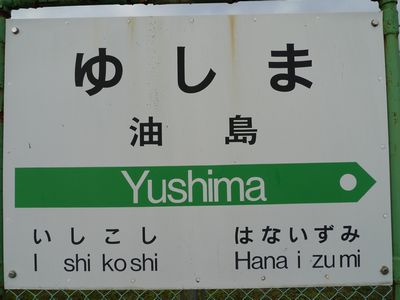 ゆしま
油島
Yushima
いしこし はないずみ
I shi ko shi Hana i zu mi